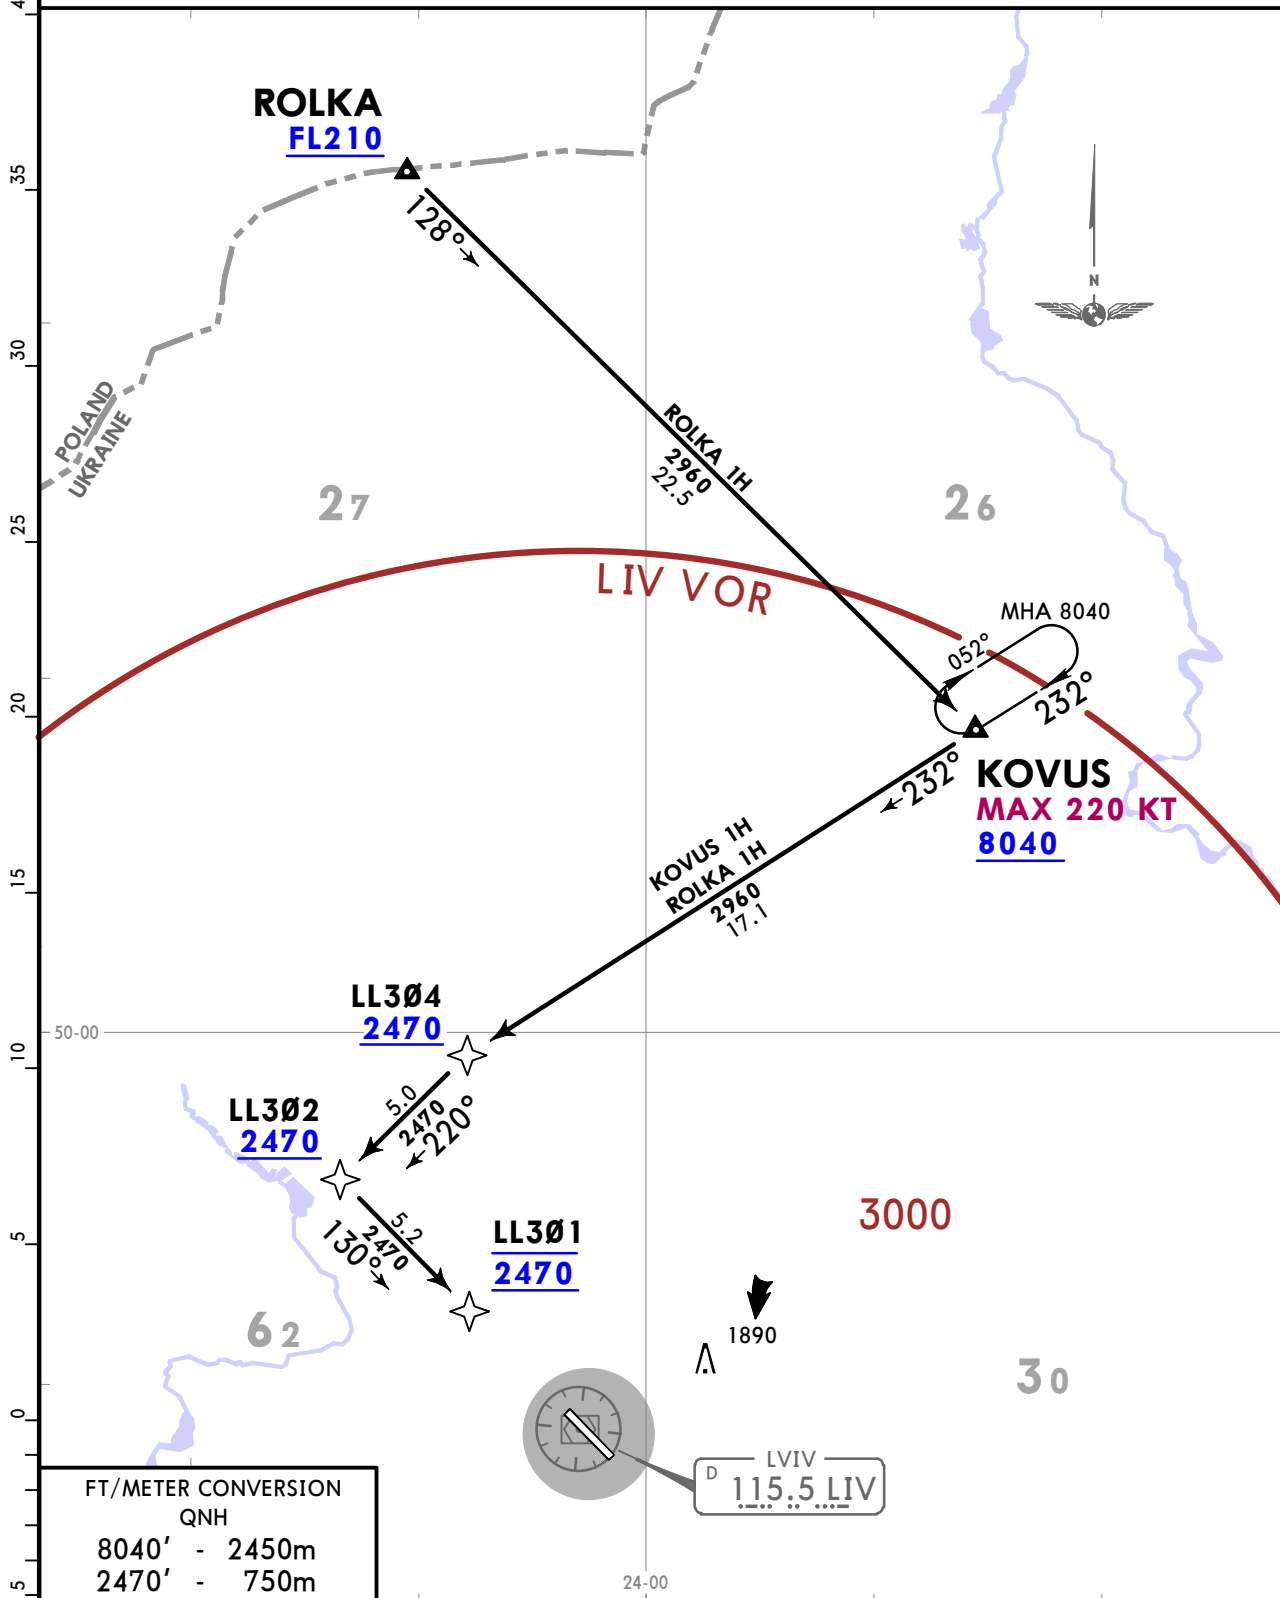 4
ROLKA
FL210
35
128°
N
30
POLAND
UKRAINE
ROLKA 1H
2960
22.5
27
26
25
LIV VOR
MHA 8040
052°
232°
20
232°
KOVUS
MAX 220 KT
8040
KOVUS 1H
ROLKA 1H
2960
17.1
15
LL3Ø4
2470
50-00
10
5.0
2470
220°
LL3Ø2
2470
5.2
2470
130°
LL3Ø1
2470
3000
5
62
1890
30
0
LVIV
D
115.5 LIV
FT/METER CONVERSION
QNH
8040' - 2450m
2470' - 750m
5
24-00